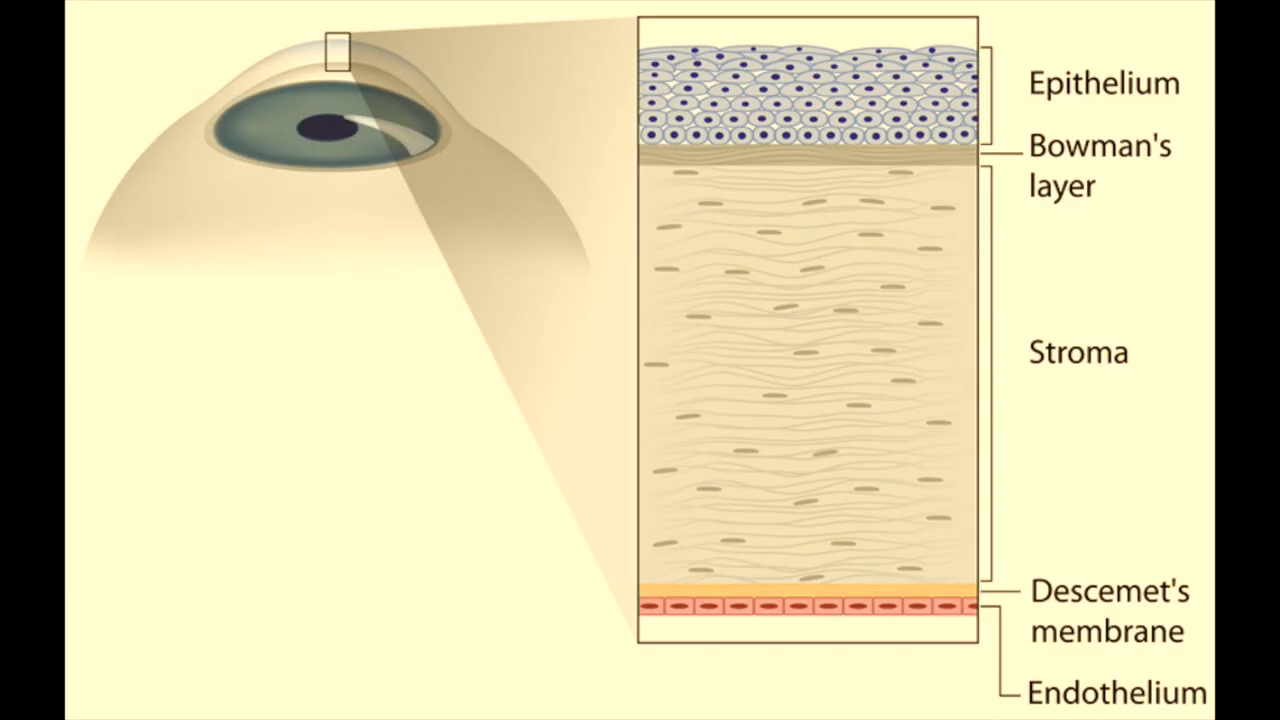 Epithelium
Bowman's
layer
Stroma
Descemet's
membrane
Endothelium